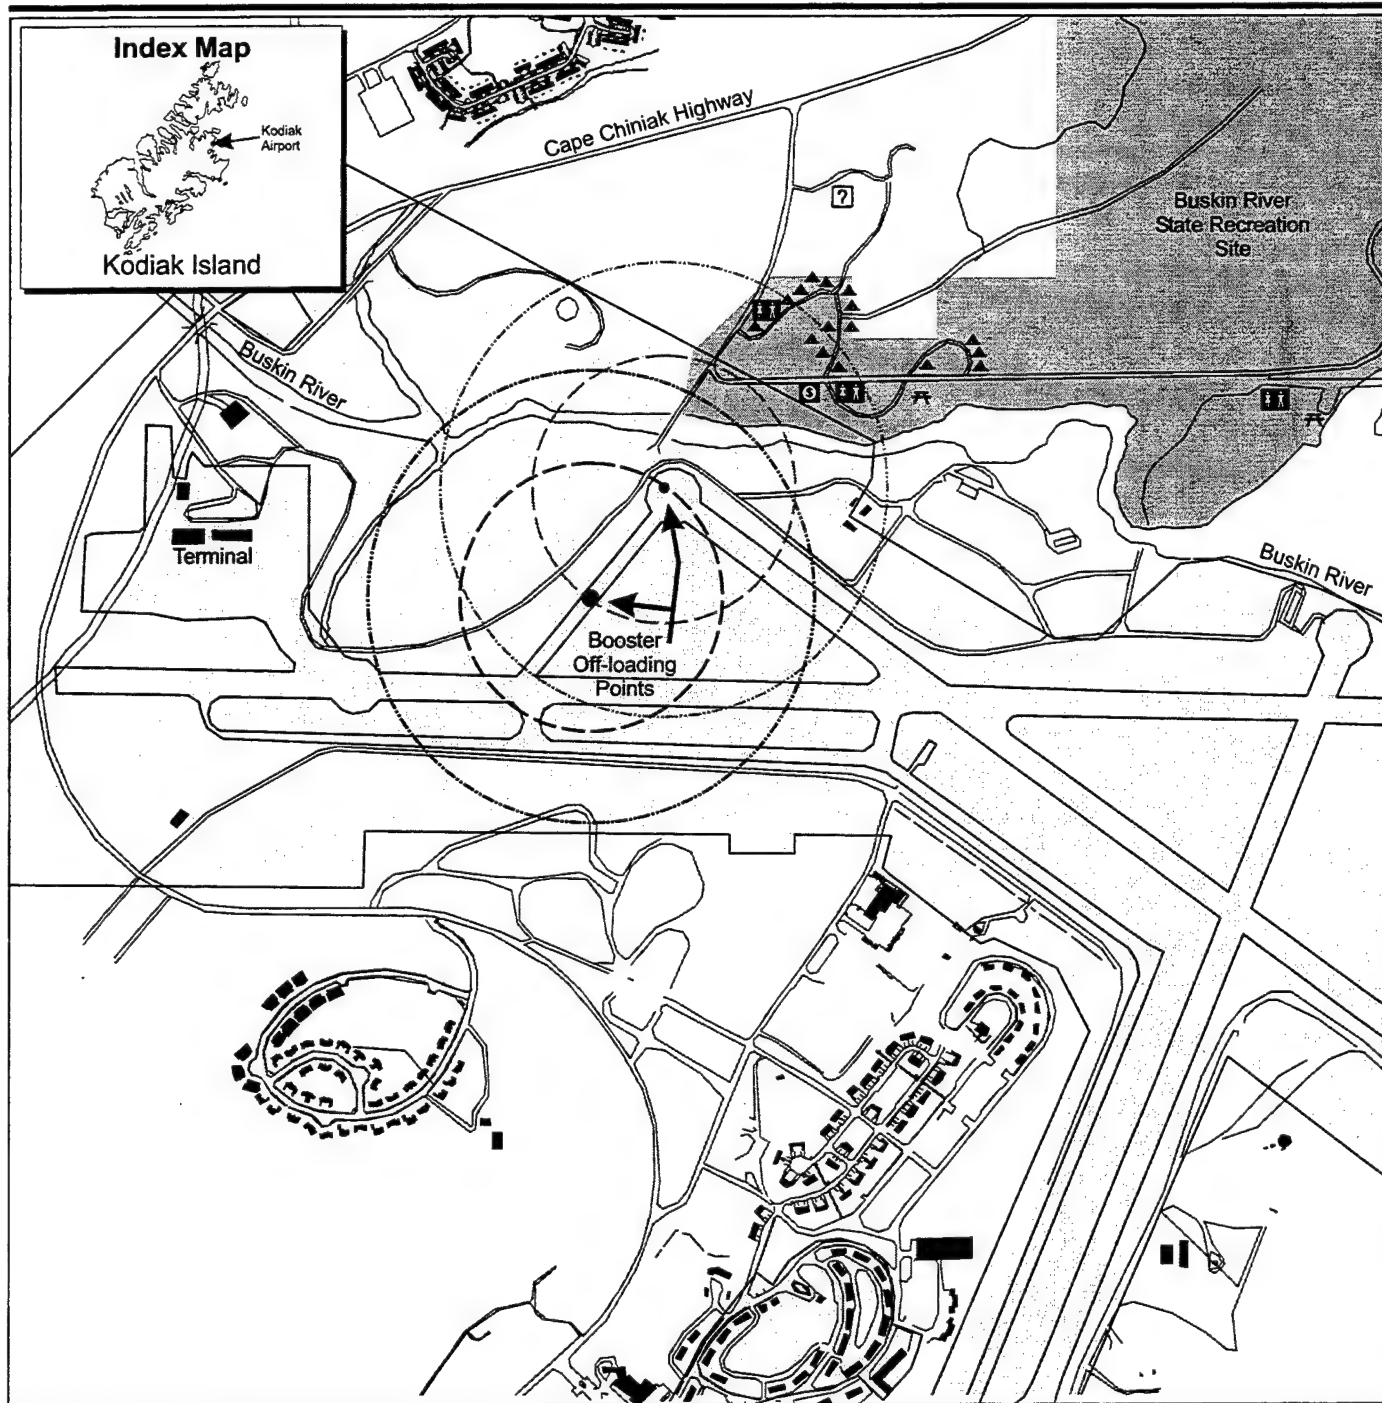 Index Map
Kodiak
Airport
Kodiak Island
Cape Chiniak Highway
?
Buskin River
State Recreation
Site
Buskin River
$
Terminal
Buskin River
Booster
Off-loading
Points